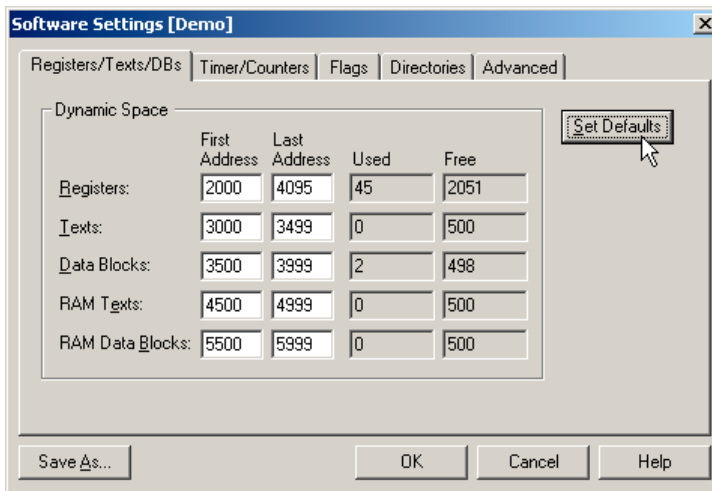 Software Settings [Demo]
Registers/Texts/DBs Timer/Counters Flags Directories Advanced
Dynamic Space
Set Defaults
First Address Last Address Used Free
Registers: 2000 4095 45 2051
Texts: 3000 3499 0 500
Data Blocks: 3500 3999 2 498
RAM Texts: 4500 4999 0 500
RAM Data Blocks: 5500 5999 0 500
Save As... OK Cancel Help